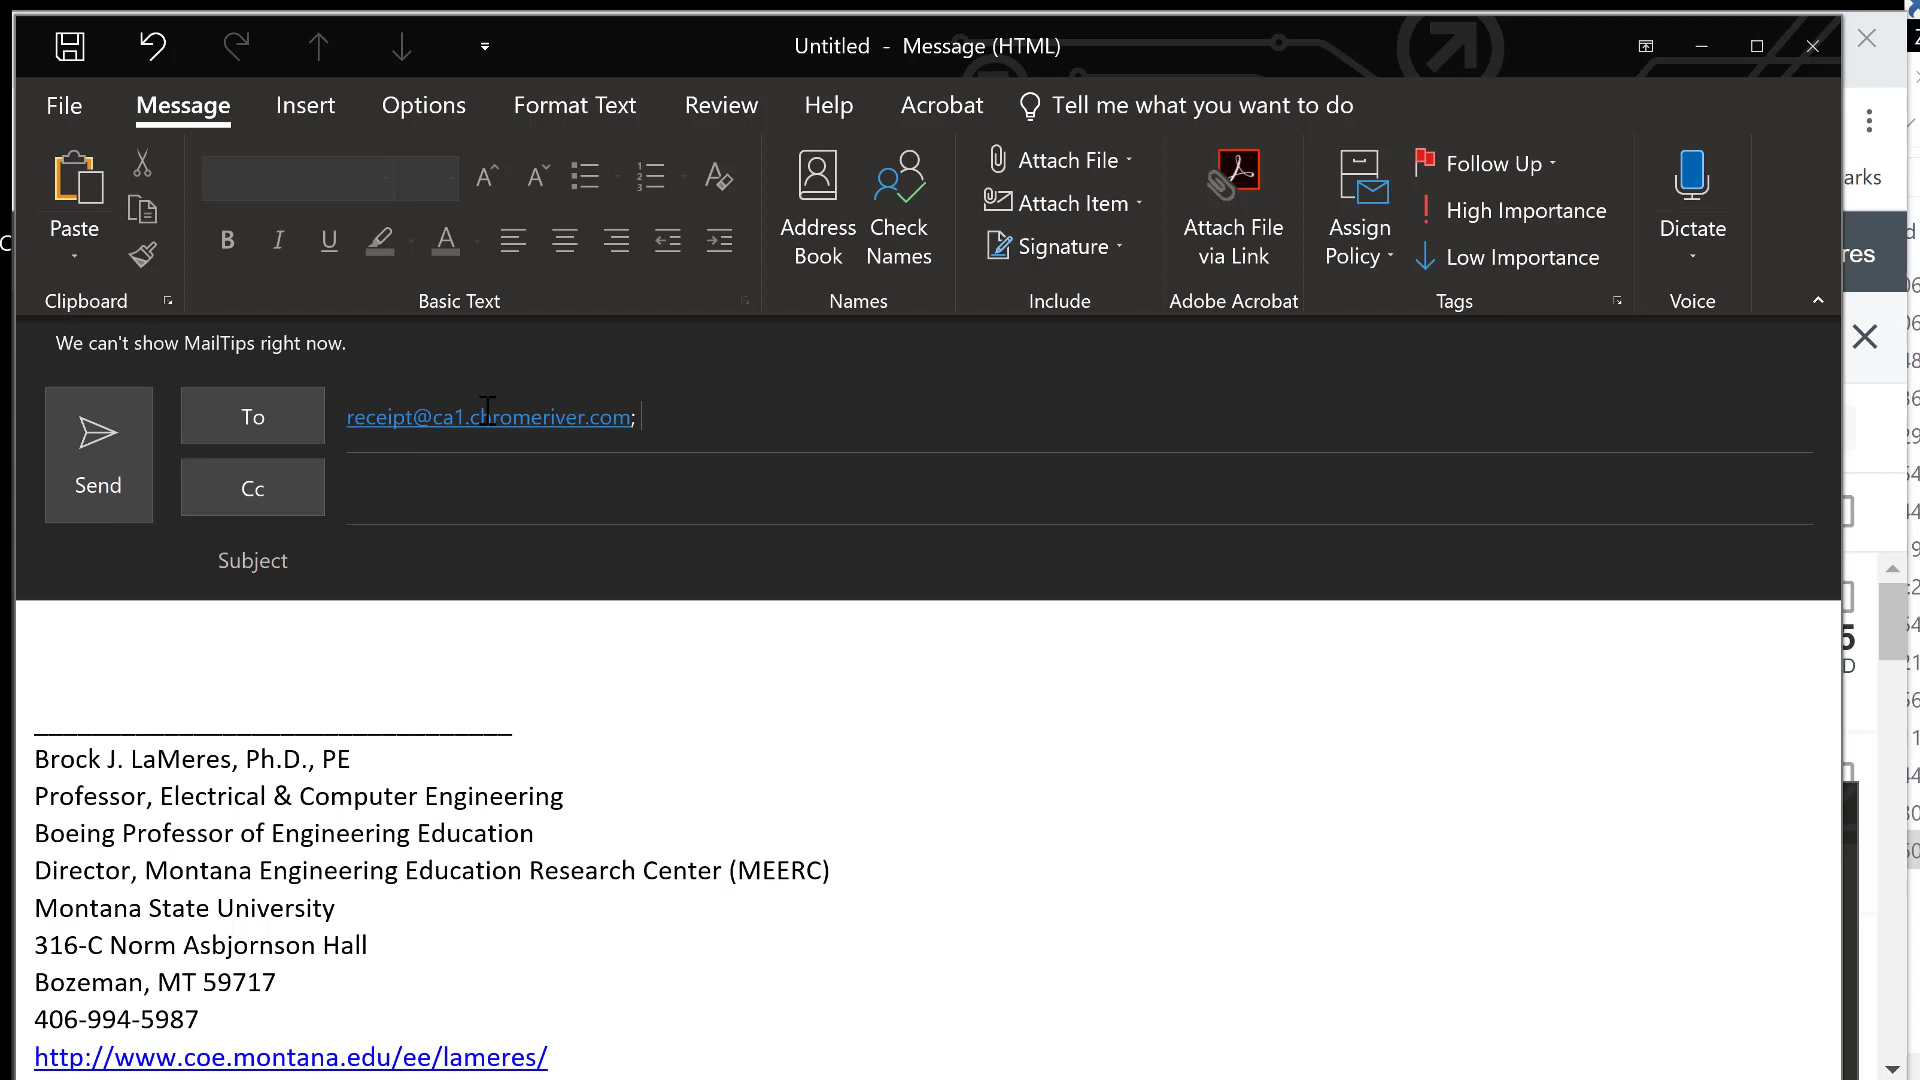 Untitled - Message (HTML)
File Message Insert Options Format Text Review Help Acrobat Tell me what you want to do
Paste
Clipboard
B I U A
Basic Text
Address Book
Check Names
Names
Attach File
Attach Item
Signature
Include
Attach File via Link
Adobe Acrobat
Assign Policy
Follow Up
High Importance
Low Importance
Tags
Dictate
Voice
arks
res
We can't show MailTips right now.
Send
To
receipt@ca1.chromeriver.com;
Cc
Subject
Brock J. LaMeres, Ph.D., PE
Professor, Electrical & Computer Engineering
Boeing Professor of Engineering Education
Director, Montana Engineering Education Research Center (MEERC)
Montana State University
316-C Norm Asbjornson Hall
Bozeman, MT 59717
406-994-5987
http://www.coe.montana.edu/ee/lameres/